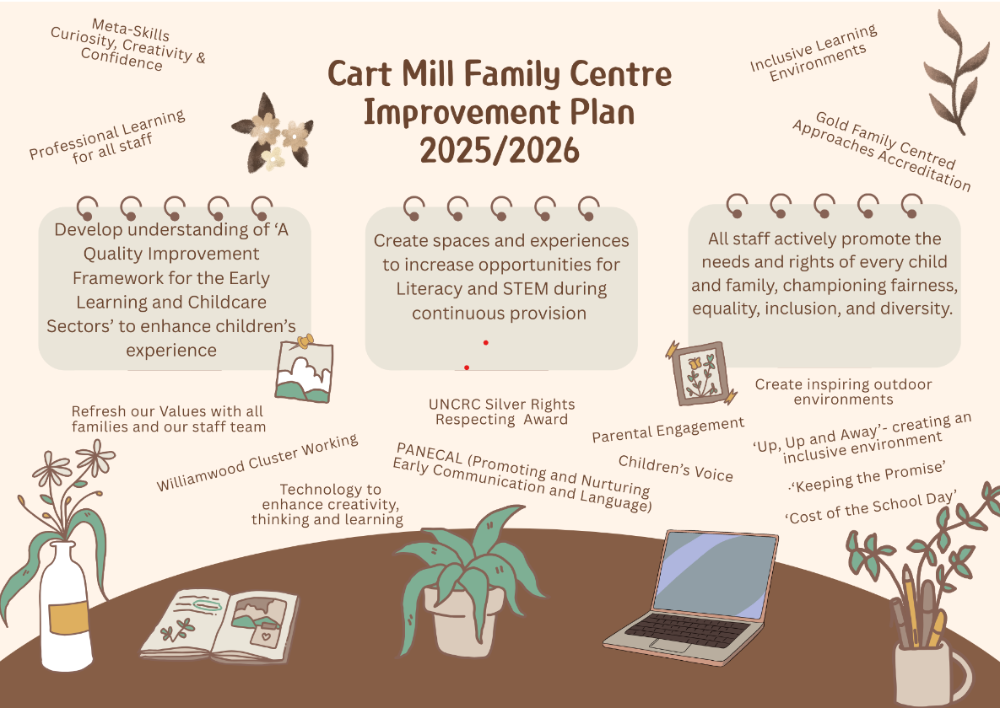 Meta-Skills
Curiosity, Creativity &
Confidence
Professional Learning
for all staff
Cart Mill Family Centre
Improvement Plan
2025/2026
Inclusive Learning
Environments
Gold Family Centred
Approaches Accreditation
Develop understanding of ‘A
Quality Improvement
Framework for the Early
Learning and Childcare
Sectors’ to enhance children’s
experience
Create spaces and experiences
to increase opportunities for
Literacy and STEM during
continuous provision
All staff actively promote the
needs and rights of every child
and family, championing fairness,
equality, inclusion, and diversity.
Refresh our Values with all
families and our staff team
Williamwood Cluster Working
Technology to
enhance creativity,
thinking and learning
UNCRC Silver Rights
Respecting  Award
PANECAL (Promoting and Nurturing
Early Communication and Language)
Parental Engagement
Children’s Voice
Create inspiring outdoor
environments
‘Up, Up and Away’- creating an
inclusive environment
·‘Keeping the Promise’
‘Cost of the School Day’